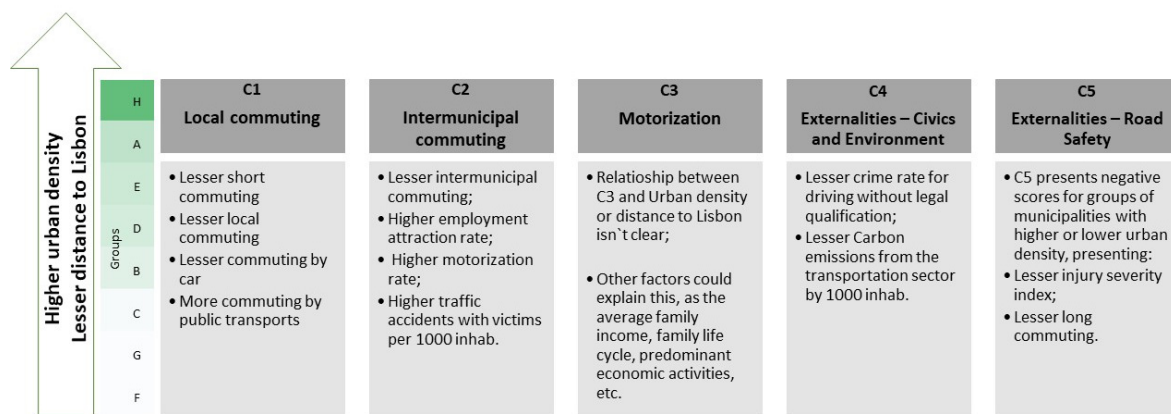 Higher urban density
Lesser distance to Lisbon
Groups
H
A
E
D
B
C
G
F
C1
Local commuting
• Lesser short
commuting
• Lesser local
commuting
• Lesser commuting by
car
• More commuting by
public transports
C2
Intermunicipal
commuting
• Lesser intermunicipal
commuting;
• Higher employment
attraction rate;
• Higher motorization
rate;
• Higher traffic
accidents with victims
per 1000 inhab.
C3
Motorization
• Relatioship between
C3 and Urban density
or distance to Lisbon
isn`t clear;
• Other factors could
explain this, as the
average family
income, family life
cycle, predominant
economic activities,
etc.
C4
Externalities – Civics
and Environment
• Lesser crime rate for
driving without legal
qualification;
• Lesser Carbon
emissions from the
transportation sector
by 1000 inhab.
C5
Externalities – Road
Safety
• C5 presents negative
scores for groups of
municipalities with
higher or lower urban
density, presenting:
• Lesser injury severity
index;
• Lesser long
commuting.